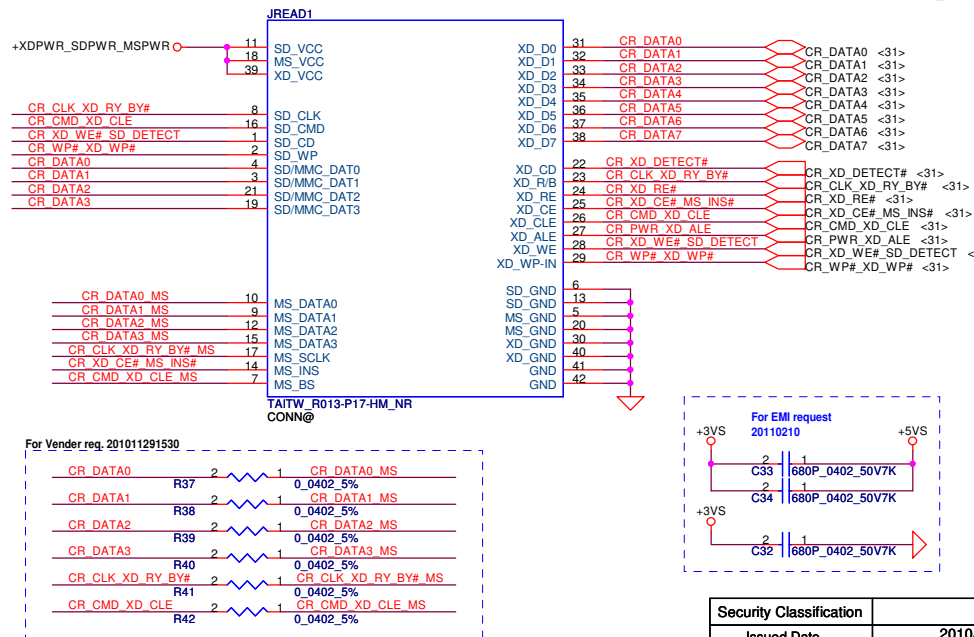 JREAD1
+XDPWR_SDPWR_MSPWR
11 SD_VCC
18 MS_VCC
39 XD_VCC
CR_CLK_XD_RY_BY# 8 SD_CLK
CR_CMD_XD_CLE 16 SD_CMD
CR_XD_WE#_SD_DETECT 1 SD_CD
CR_WP#_XD_WP# 2 SD_WP
CR_DATA0 4 SD/MMC_DAT0
CR_DATA1 3 SD/MMC_DAT1
CR_DATA2 21 SD/MMC_DAT2
CR_DATA3 19 SD/MMC_DAT3
CR_DATA0_MS 10 MS_DATA0
CR_DATA1_MS 9 MS_DATA1
CR_DATA2_MS 12 MS_DATA2
CR_DATA3_MS 15 MS_DATA3
CR_CLK_XD_RY_BY#_MS 17 MS_SCLK
CR_XD_CE#_MS_INS# 14 MS_INS
CR_CMD_XD_CLE_MS 7 MS_BS
XD_D0 31 CR_DATA0 CR_DATA0 <31>
XD_D1 32 CR_DATA1 CR_DATA1 <31>
XD_D2 33 CR_DATA2 CR_DATA2 <31>
XD_D3 34 CR_DATA3 CR_DATA3 <31>
XD_D4 35 CR_DATA4 CR_DATA4 <31>
XD_D5 36 CR_DATA5 CR_DATA5 <31>
XD_D6 37 CR_DATA6 CR_DATA6 <31>
XD_D7 38 CR_DATA7 CR_DATA7 <31>
XD_CD 22 CR_XD_DETECT# CR_XD_DETECT# <31>
XD_R/B 23 CR_CLK_XD_RY_BY# CR_CLK_XD_RY_BY# <31>
XD_RE 24 CR_XD_RE# CR_XD_RE# <31>
XD_CE 25 CR_XD_CE#_MS_INS# CR_XD_CE#_MS_INS# <31>
XD_CLE 26 CR_CMD_XD_CLE CR_CMD_XD_CLE <31>
XD_ALE 27 CR_PWR_XD_ALE CR_PWR_XD_ALE <31>
XD_WE 28 CR_XD_WE#_SD_DETECT CR_XD_WE#_SD_DETECT <
XD_WP-IN 29 CR_WP#_XD_WP# CR_WP#_XD_WP# <31>
SD_GND 6
SD_GND 13
MS_GND 5
MS_GND 20
XD_GND 30
XD_GND 40
GND 41
GND 42
TAITW_R013-P17-HM_NR
CONN@
For Vender req. 201011291530
CR_DATA0 2 1 CR_DATA0_MS
R37 0_0402_5%
CR_DATA1 2 1 CR_DATA1_MS
R38 0_0402_5%
CR_DATA2 2 1 CR_DATA2_MS
R39 0_0402_5%
CR_DATA3 2 1 CR_DATA3_MS
R40 0_0402_5%
CR_CLK_XD_RY_BY# 2 1 CR_CLK_XD_RY_BY#_MS
R41 0_0402_5%
CR_CMD_XD_CLE 2 1 CR_CMD_XD_CLE_MS
R42 0_0402_5%
For EMI request
20110210
+3VS +5VS
2 1
C33 680P_0402_50V7K
2 1
C34 680P_0402_50V7K
+3VS
2 1
C32 680P_0402_50V7K
Security Classification
Issued Date 2010